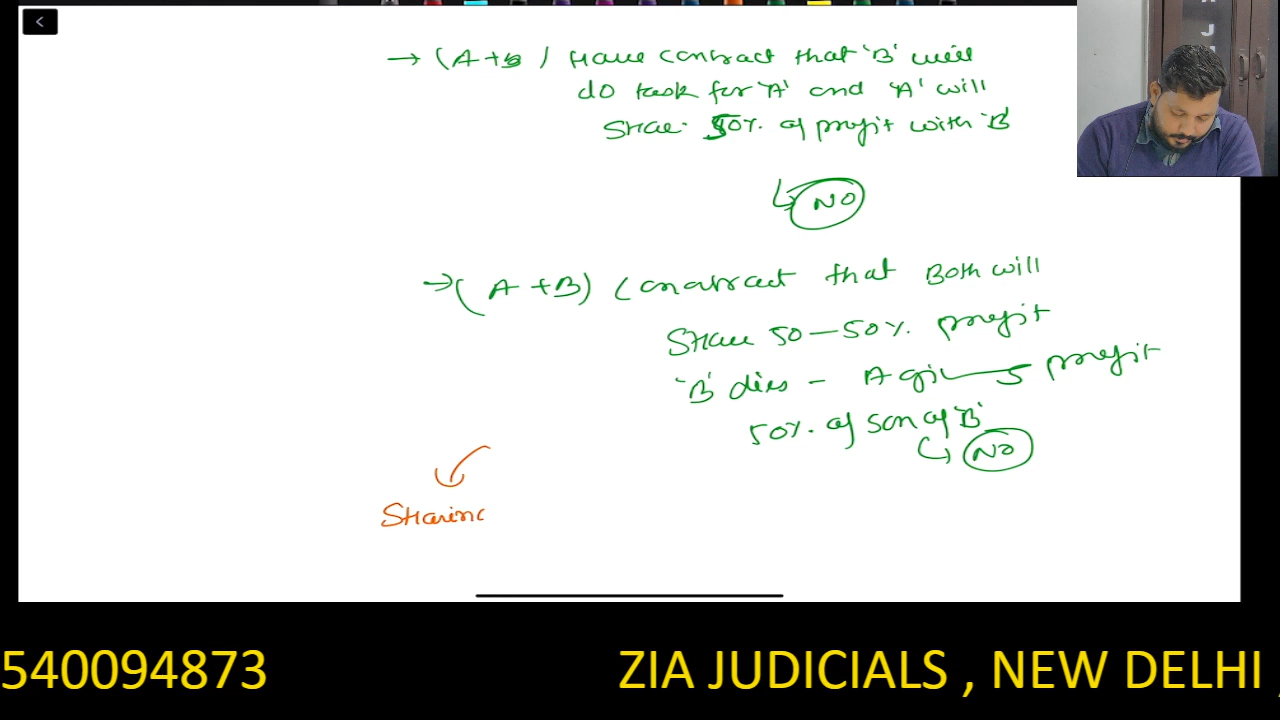 → (A+B) Have contract that 'B' will
do task for 'A' and 'A' will
Share 50% of profit with 'B'
↳ NO
→ (A+B) Contract that Both will
Share 50-50% profit
'B' dies - A gives profit
50% of son of 'B'
↳ NO
Sharing
540094873 ZIA JUDICIALS , NEW DELHI ,